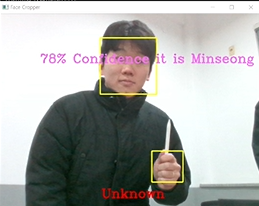 Face Cropper
78% Confidence it is Minseong
Unknown